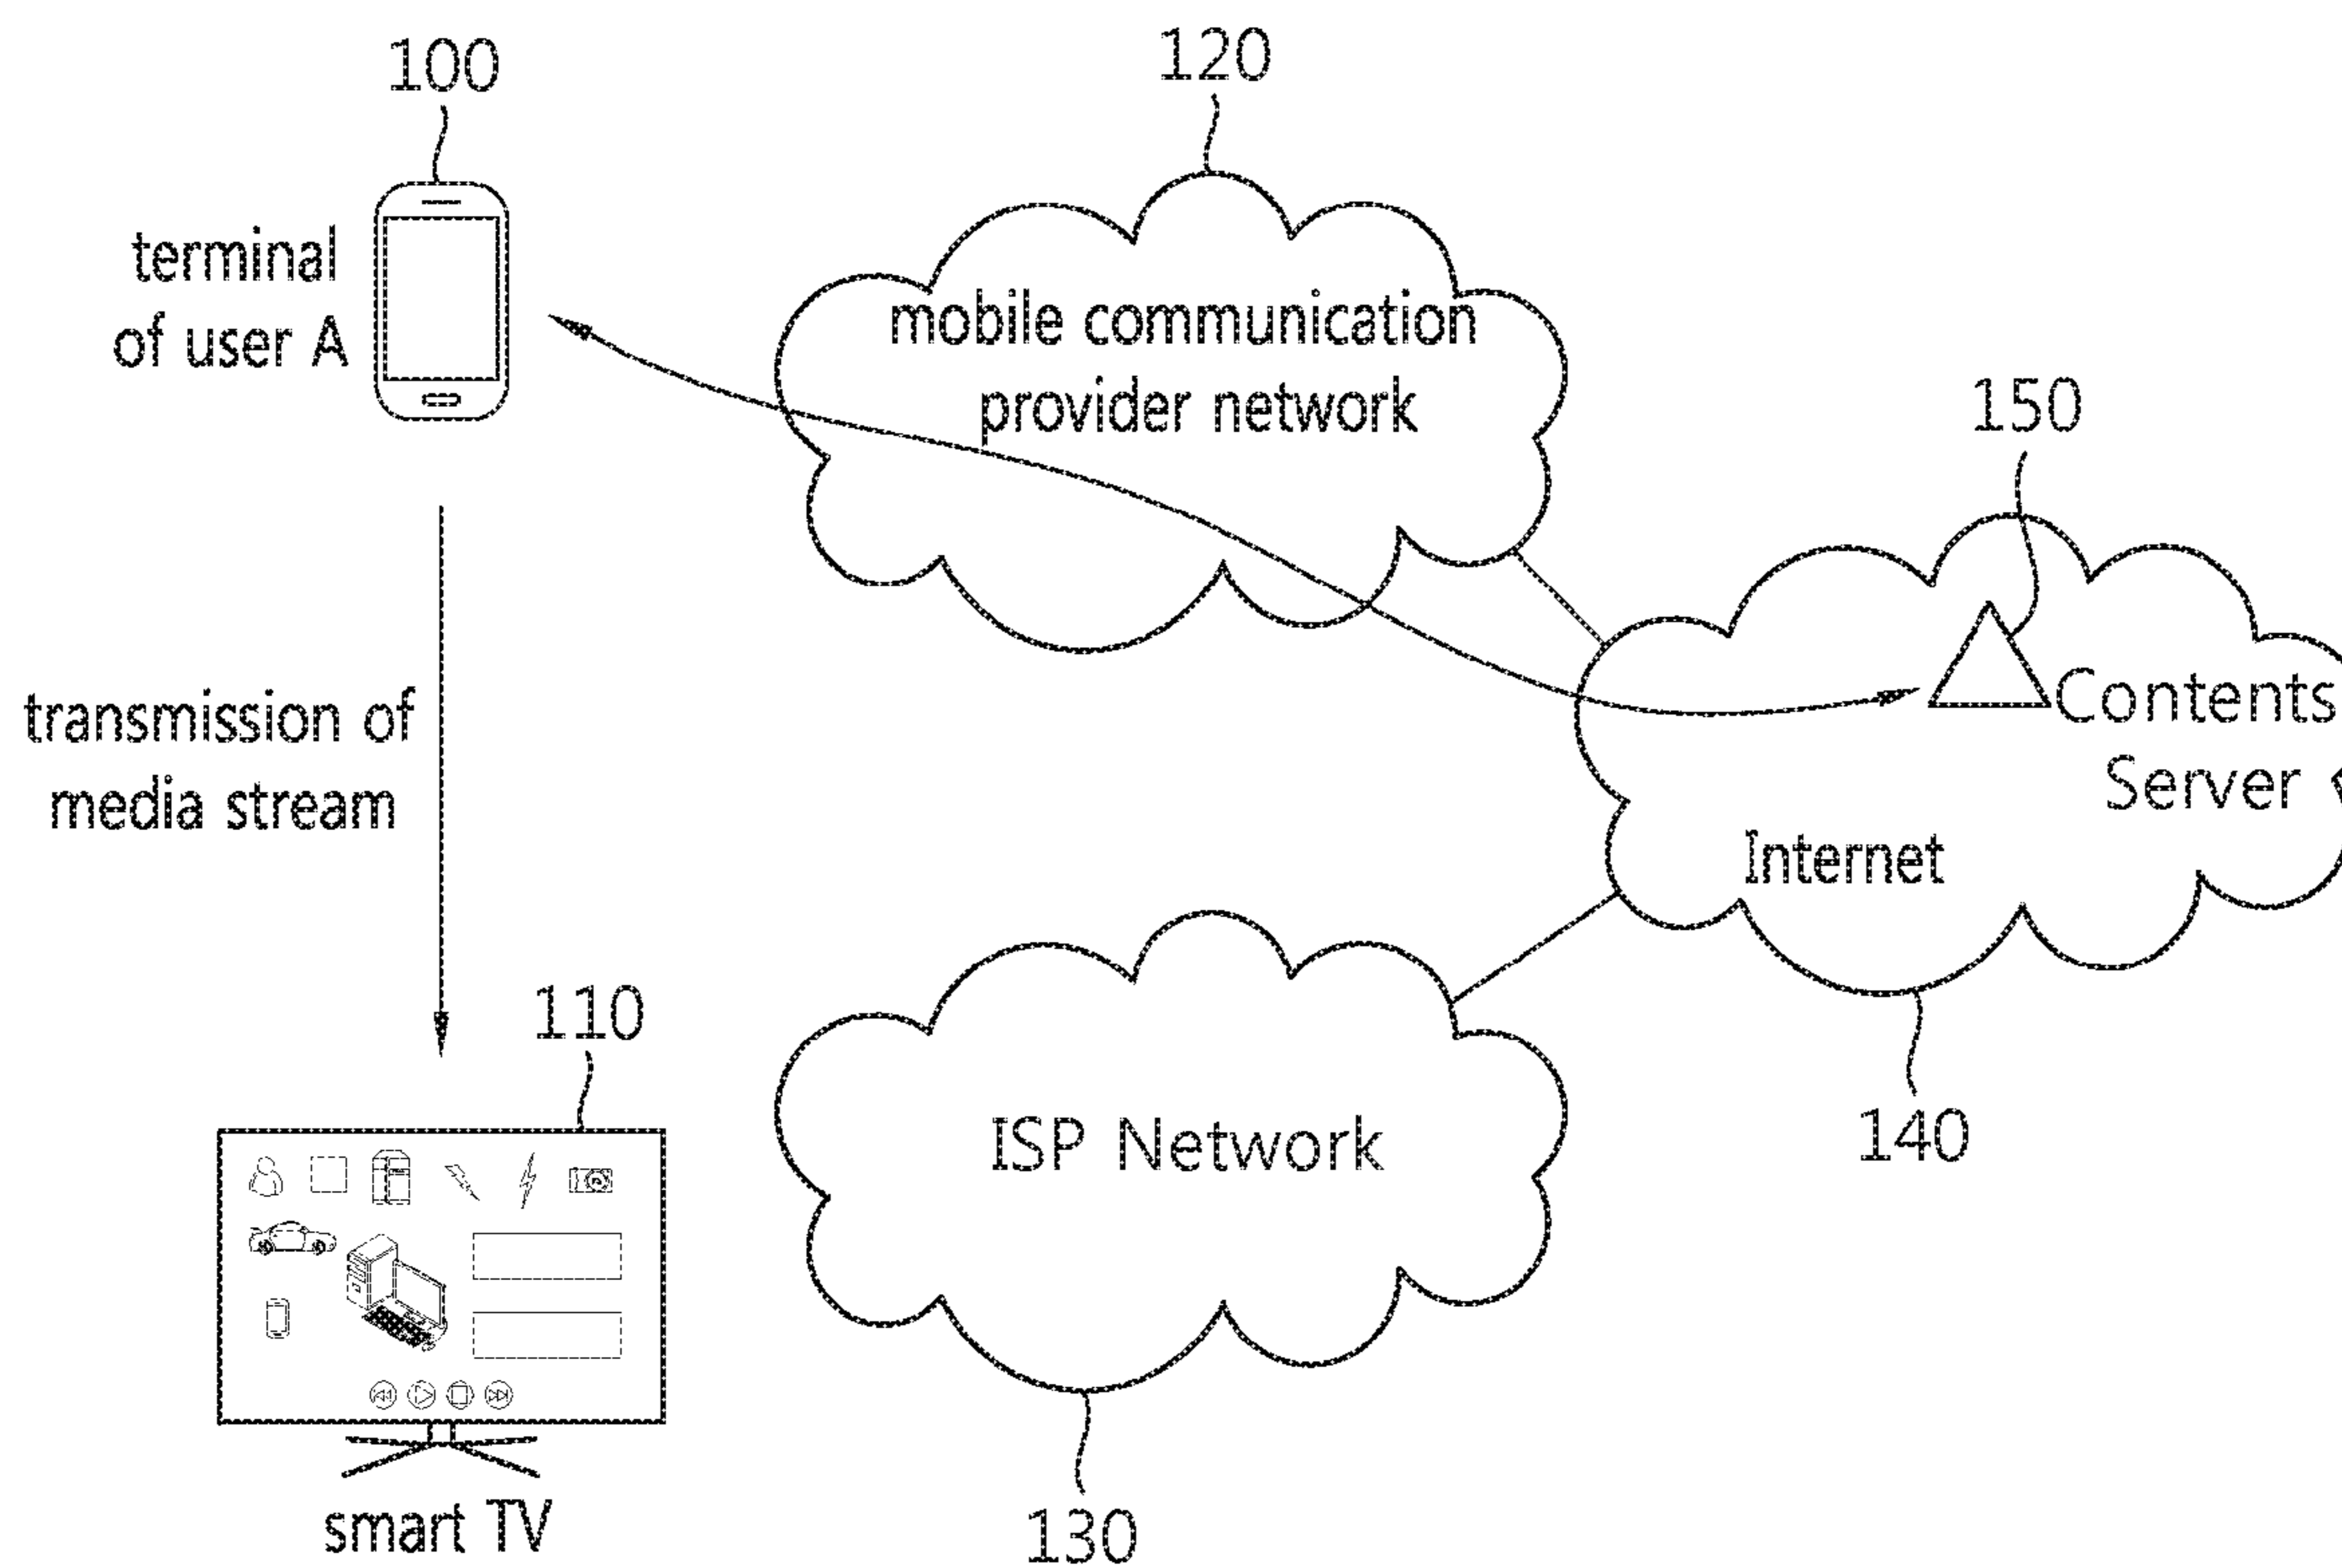 100
120
terminal
of user A
mobile communication
provider network
150
transmission of
media stream
Contents
Server
Internet
110
140
ISP Network
smart TV
130